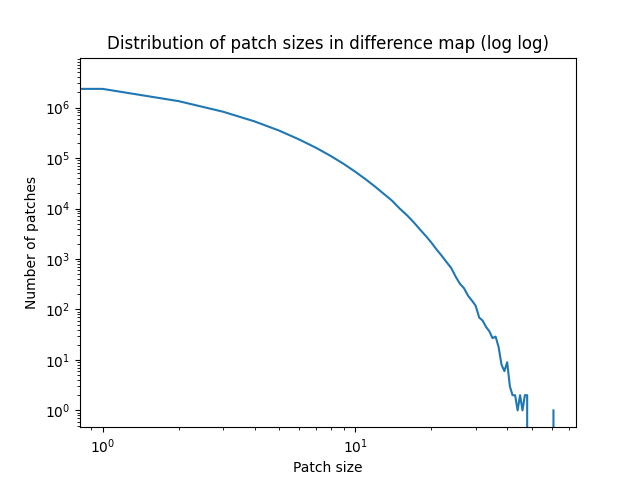 Distribution of patch sizes in difference map (log log)
Number of patches
10^6
10^5
10^4
10^3
10^2
10^1
10^0
10^0 10^1
Patch size